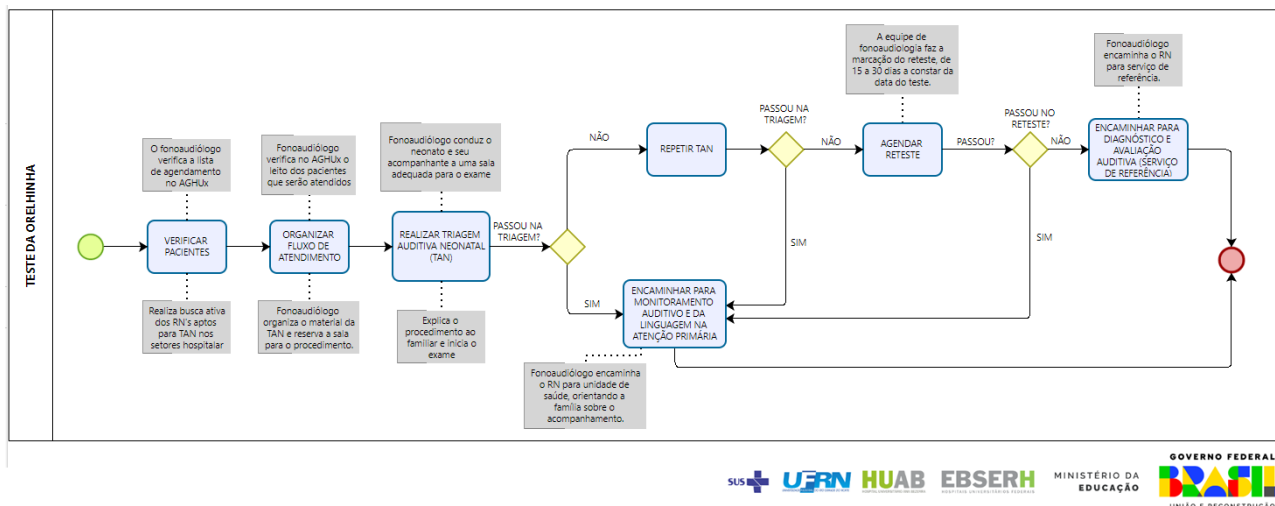 TESTE DA ORELHINHA
O fonoaudiólogo
verifica a lista
de agendamento
no AGHUx
VERIFICAR
PACIENTES
Realiza busca ativa
dos RN's aptos
para TAN nos
setores hospitalar
Fonoaudiólogo
verifica no AGHUx o
leito dos pacientes
que serão atendidos
ORGANIZAR
FLUXO DE
ATENDIMENTO
Fonoaudiólogo
organiza o material
da TAN e reserva a sala
para o procedimento.
Fonoaudiólogo conduz o
neonato e seu
acompanhante a uma sala
adequada para o exame
REALIZAR TRIAGEM
AUDITIVA NEONATAL
(TAN)
Explica o
procedimento ao
familiar e inicia o
exame
PASSOU NA
TRIAGEM?
NÃO
SIM
REPETIR TAN
PASSOU NA
TRIAGEM?
NÃO
SIM
ENCAMINHAR PARA
MONITORAMENTO
AUDITIVO E DA
LINGUAGEM NA
ATENÇÃO PRIMÁRIA
Fonoaudiólogo encaminha
o RN para unidade de
saúde, orientando a
família sobre o
acompanhamento.
A equipe de
fonoaudiologia faz a
marcação do reteste, de
15 a 30 dias a constar da
data do teste.
AGENDAR
RETESTE
PASSOU?
PASSOU NO
RETESTE?
NÃO
SIM
Fonoaudiólogo
encaminha o RN
para serviço de
referência.
ENCAMINHAR PARA
DIAGNÓSTICO E
AVALIAÇÃO
AUDITIVA (SERVIÇO
DE REFERÊNCIA)
SUS
UFRN
HUAB
EBSERH
HOSPITAIS UNIVERSITÁRIOS FEDERAIS
MINISTÉRIO DA
EDUCAÇÃO
GOVERNO FEDERAL
BRASIL
UNIÃO E RECONSTRUÇÃO